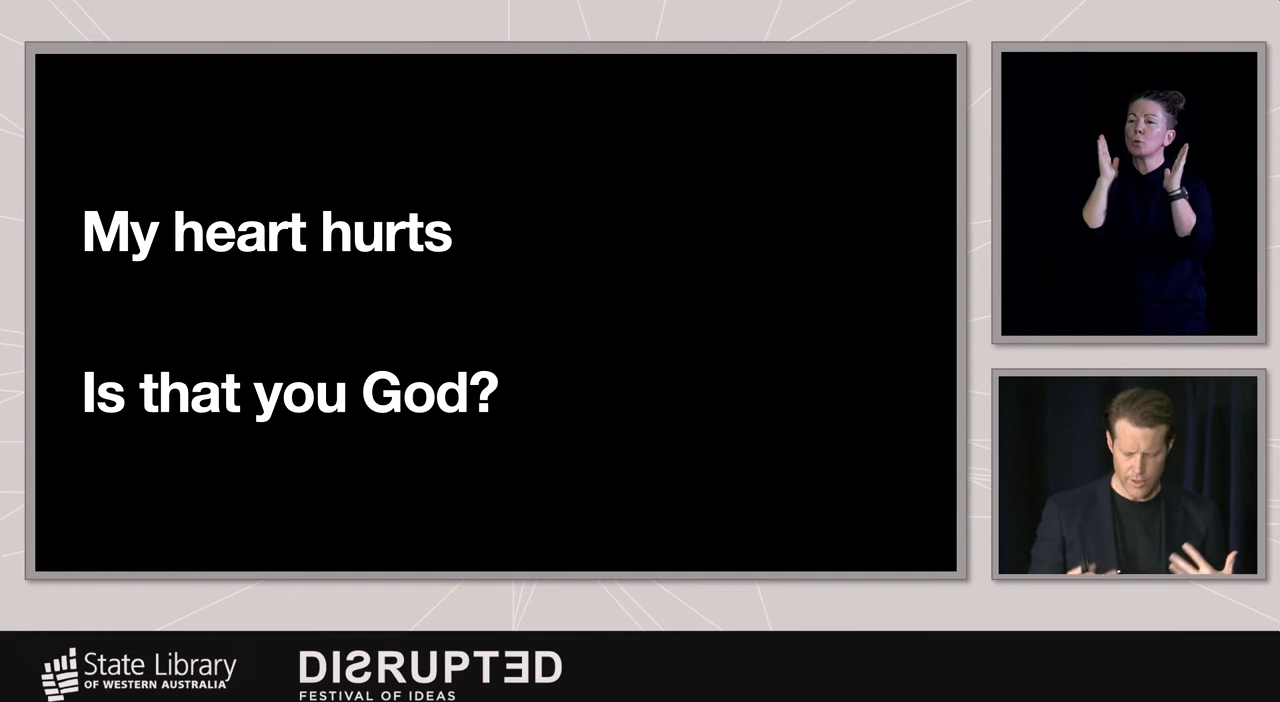 My heart hurts
Is that you God?
State Library
OF WESTERN AUSTRALIA
DISRUPTED
FESTIVAL OF IDEAS